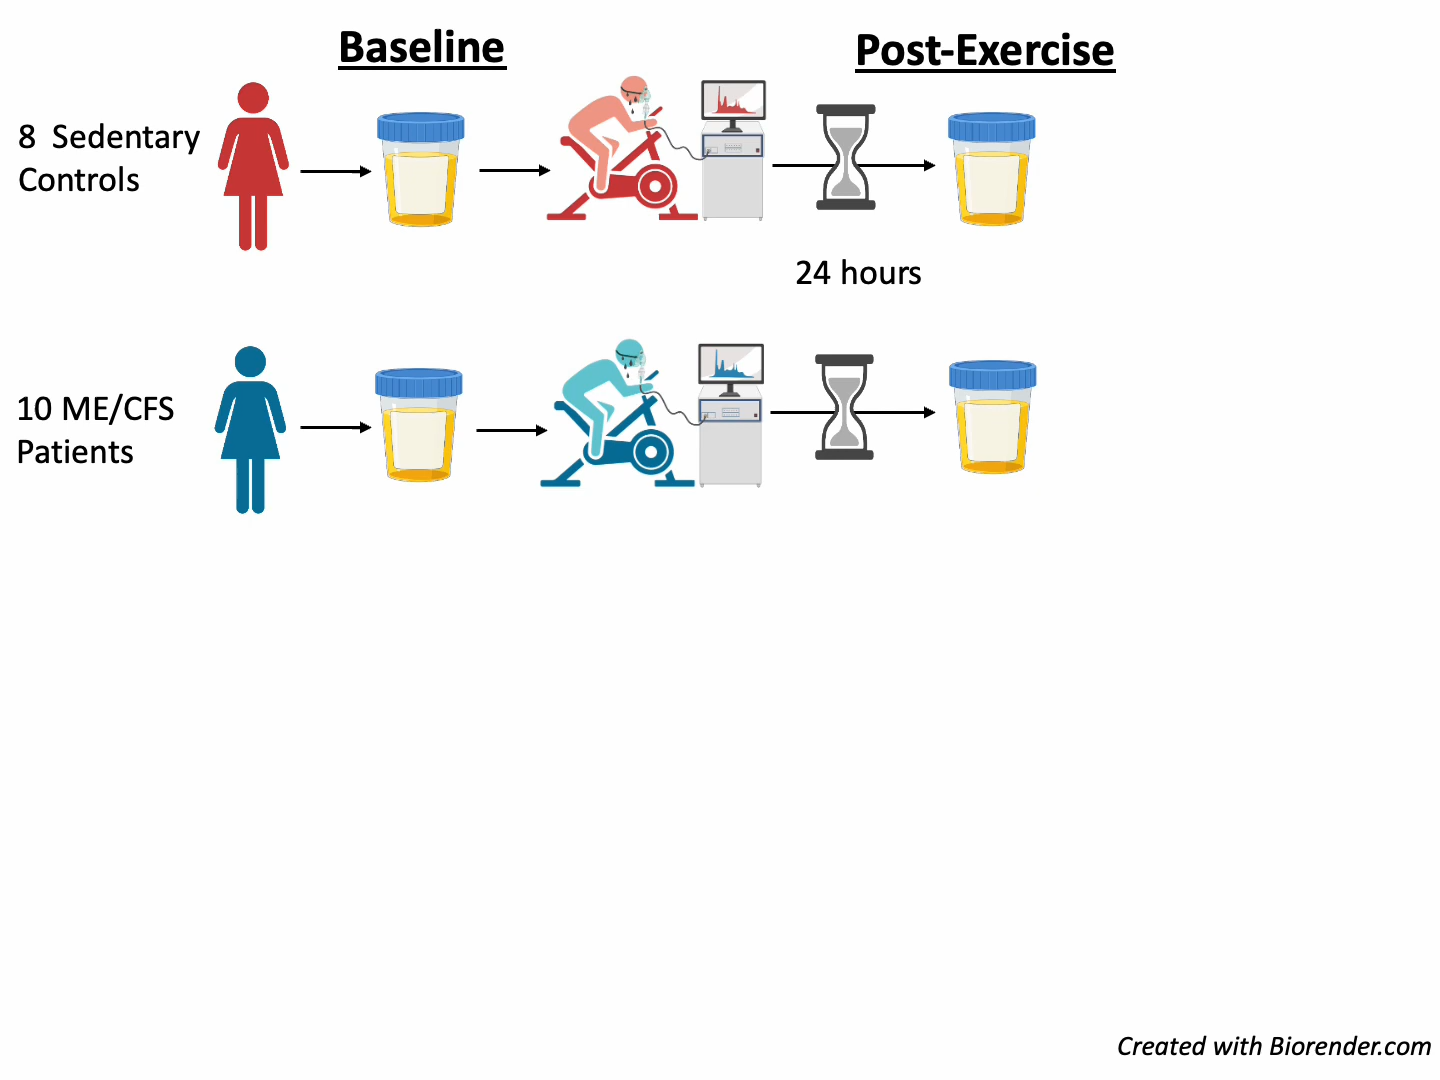 Baseline
Post-Exercise
8  Sedentary
Controls
24 hours
10 ME/CFS
Patients
Created with Biorender.com